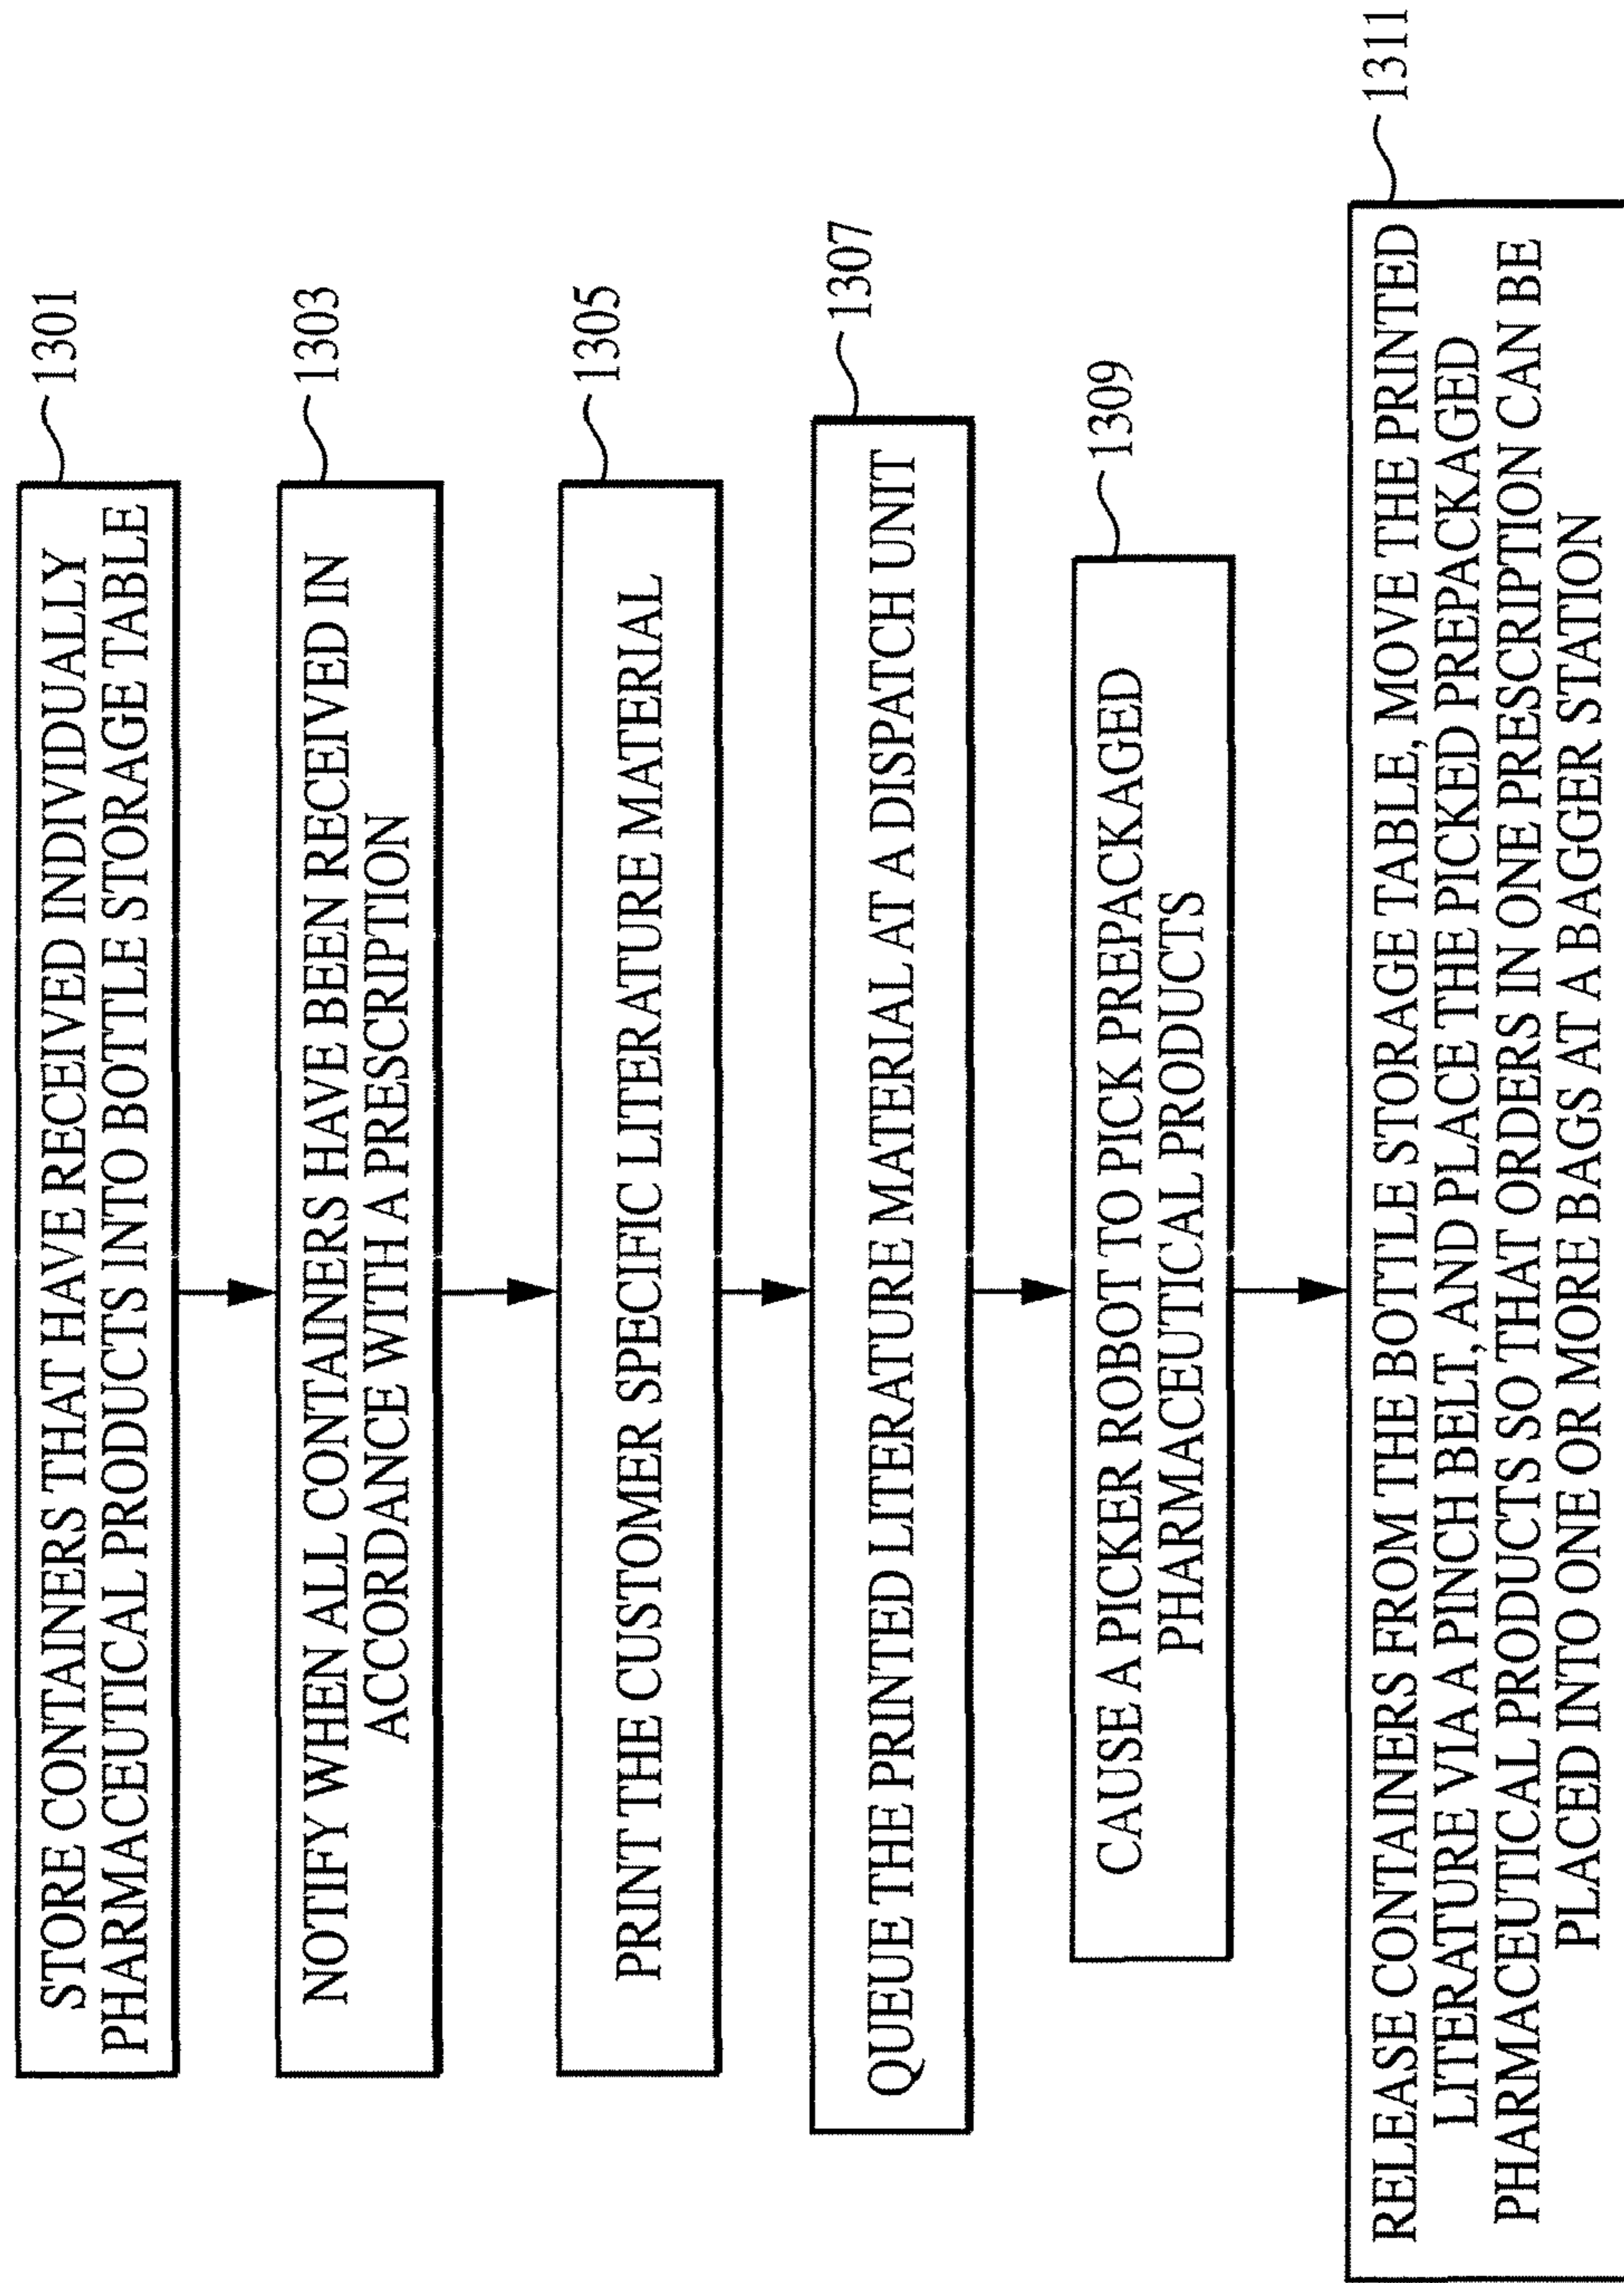 1301
STORE CONTAINERS THAT HAVE RECEIVED INDIVIDUALLY
PHARMACEUTICAL PRODUCTS INTO BOTTLE STORAGE TABLE
1303
NOTIFY WHEN ALL CONTAINERS HAVE BEEN RECEIVED IN
ACCORDANCE WITH A PRESCRIPTION
1305
PRINT THE CUSTOMER SPECIFIC LITERATURE MATERIAL
1307
QUEUE THE PRINTED LITERATURE MATERIAL AT A DISPATCH UNIT
1309
CAUSE A PICKER ROBOT TO PICK PREPACKAGED
PHARMACEUTICAL PRODUCTS
1311
RELEASE CONTAINERS FROM THE BOTTLE STORAGE TABLE, MOVE THE PRINTED
LITERATURE VIA A PINCH BELT, AND PLACE THE PICKED PREPACKAGED
PHARMACEUTICAL PRODUCTS SO THAT ORDERS IN ONE PRESCRIPTION CAN BE
PLACED INTO ONE OR MORE BAGS AT A BAGGER STATION